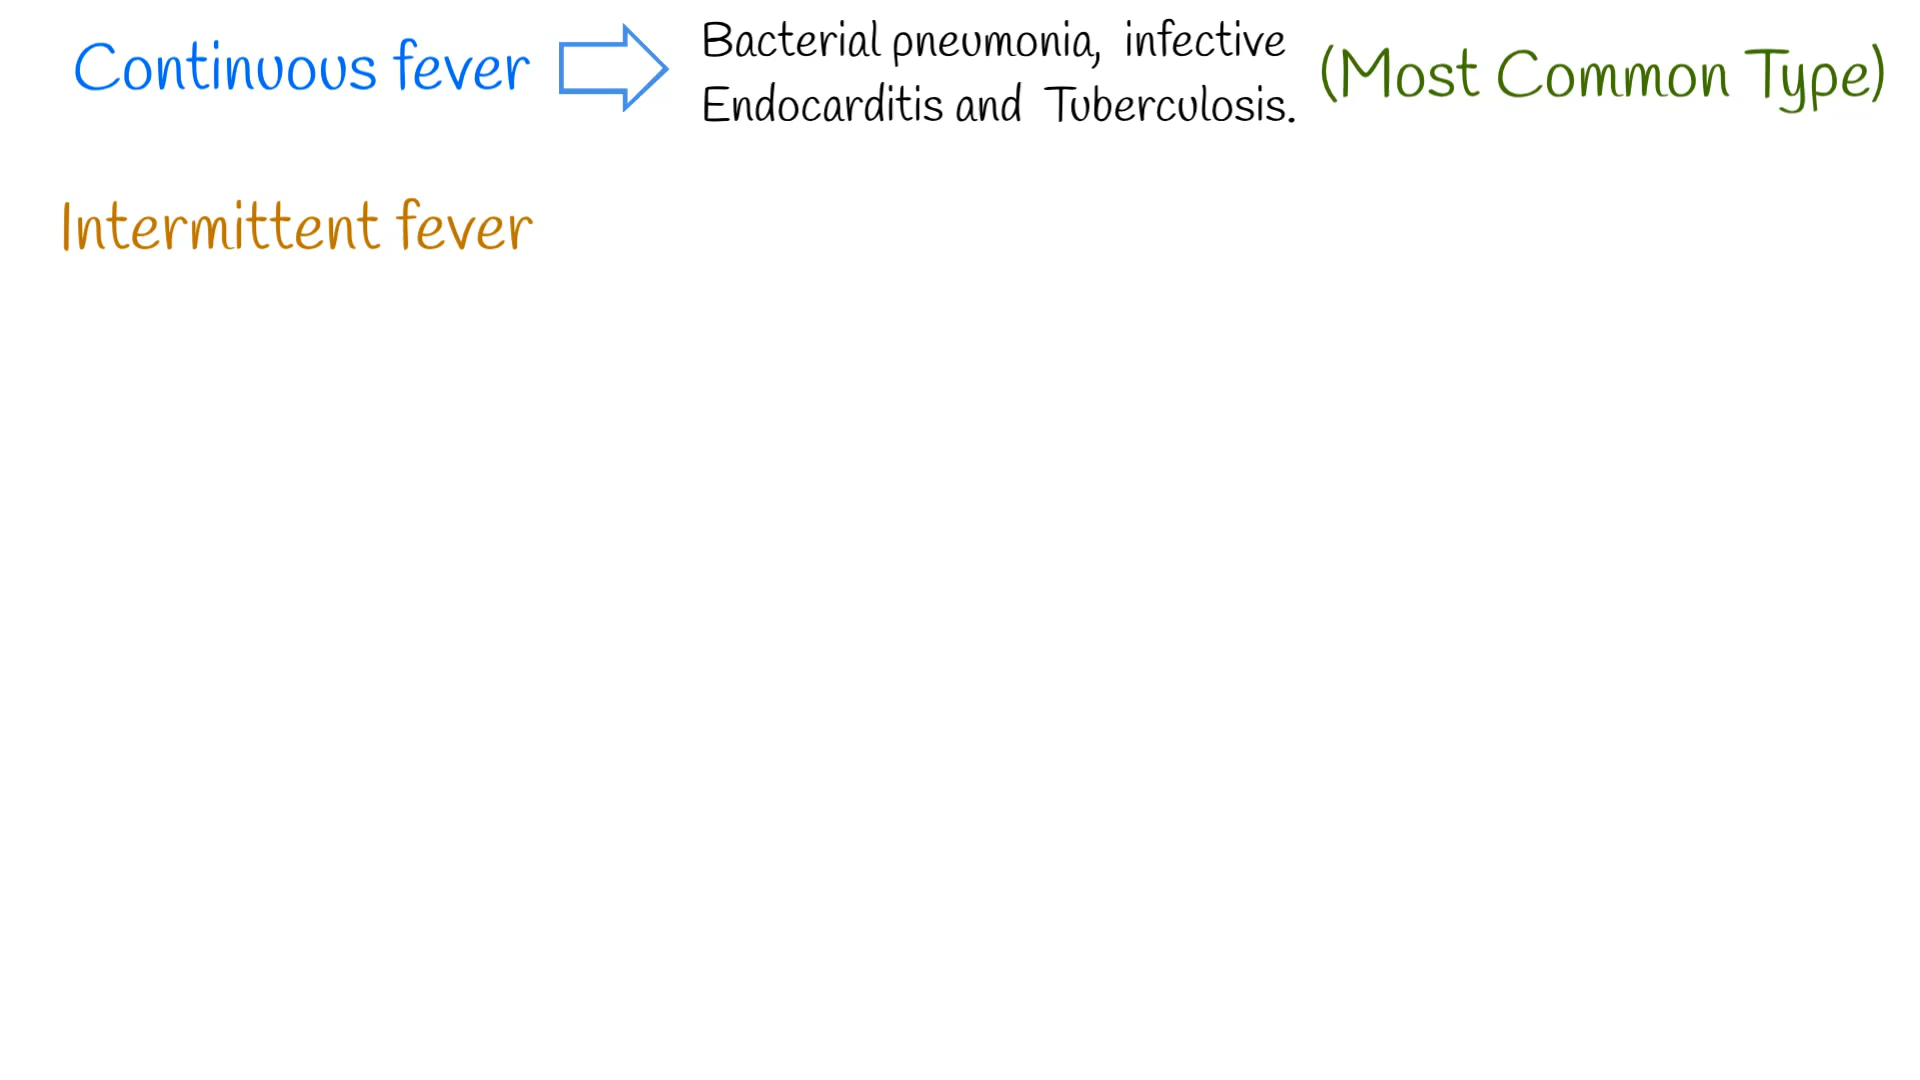 Continuous fever
Bacterial pneumonia, infective
Endocarditis and Tuberculosis.
(Most Common Type)
Intermittent fever